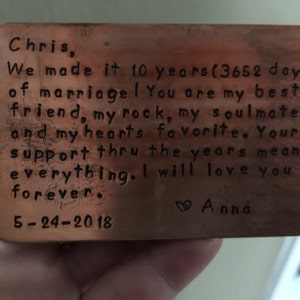 Chris,
We made it 10 years(3652 day
of marriage! You are my best
friend, my rock, my soulmate
and my hearts favorite. Your
support thru the years mean
everything. I will love you
forever.
♡ Anna
5-24-2018